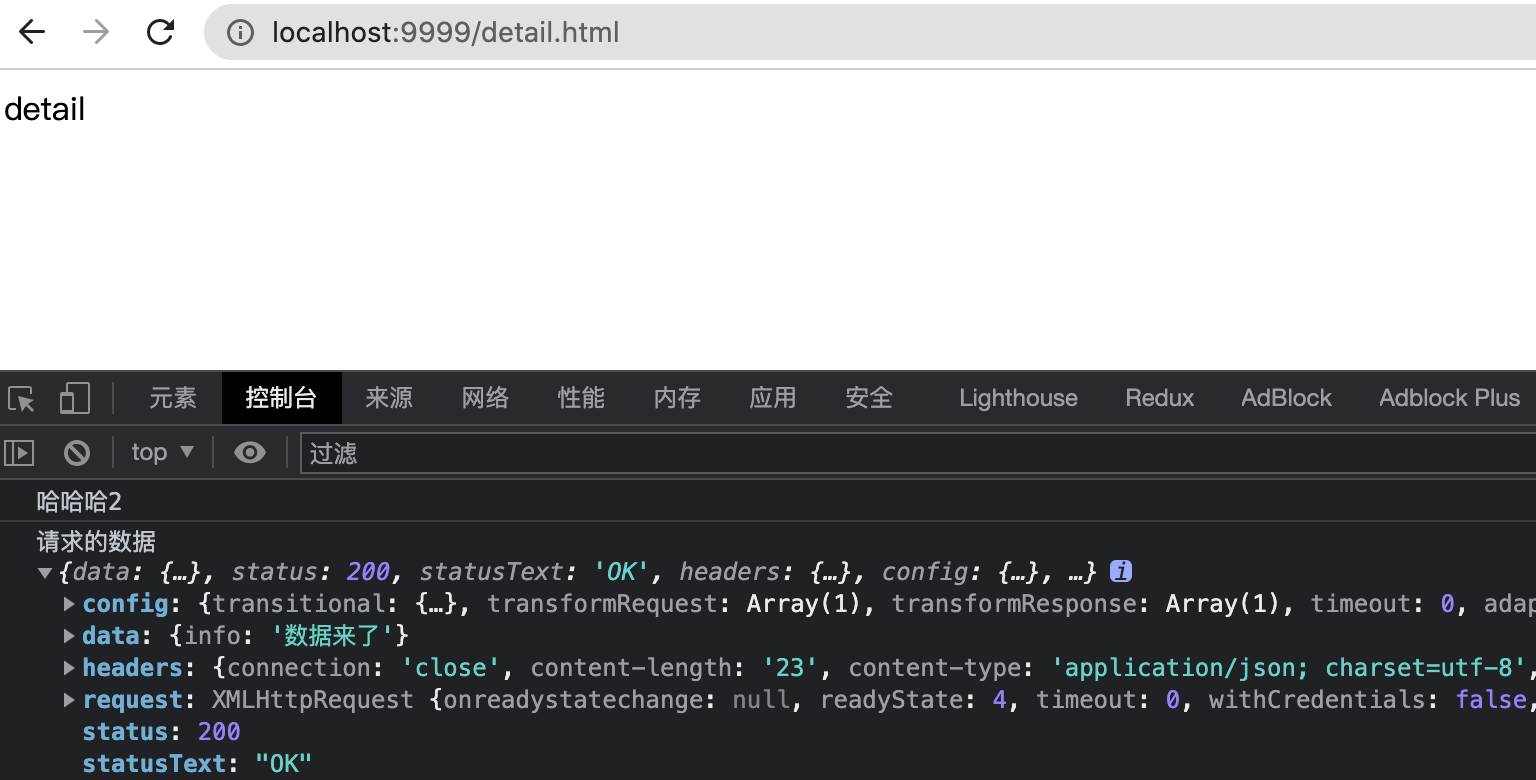 localhost:9999/detail.html
detail
元素 控制台 来源 网络 性能 内存 应用 安全 Lighthouse Redux AdBlock Adblock Plus
top ▼ 过滤
哈哈哈2
请求的数据
▼{data: {…}, status: 200, statusText: 'OK', headers: {…}, config: {…}, …} i
▶config: {transitional: {…}, transformRequest: Array(1), transformResponse: Array(1), timeout: 0, adap
▶data: {info: '数据来了'}
▶headers: {connection: 'close', content-length: '23', content-type: 'application/json; charset=utf-8',
▶request: XMLHttpRequest {onreadystatechange: null, readyState: 4, timeout: 0, withCredentials: false,
status: 200
statusText: "OK"